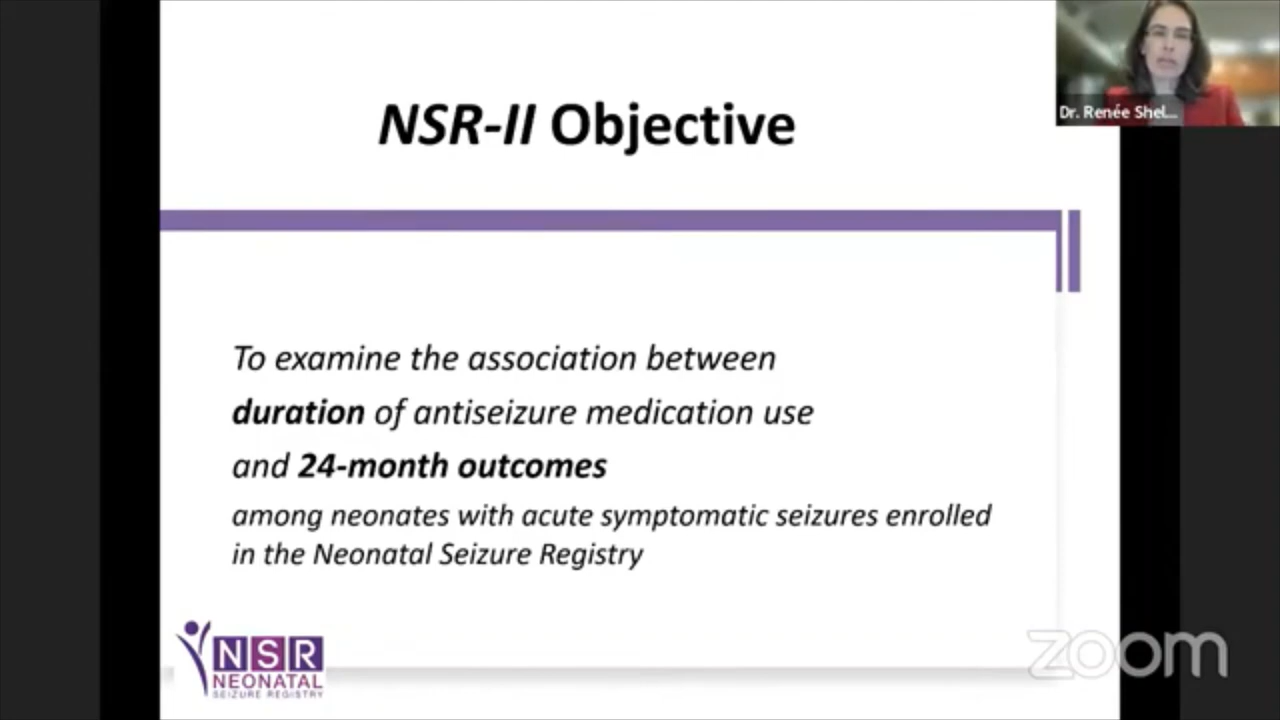 NSR-II Objective
Dr. Renée Shel...
To examine the association between
duration of antiseizure medication use
and 24-month outcomes
among neonates with acute symptomatic seizures enrolled
in the Neonatal Seizure Registry
NSR
NEONATAL
SEIZURE REGISTRY
zoom